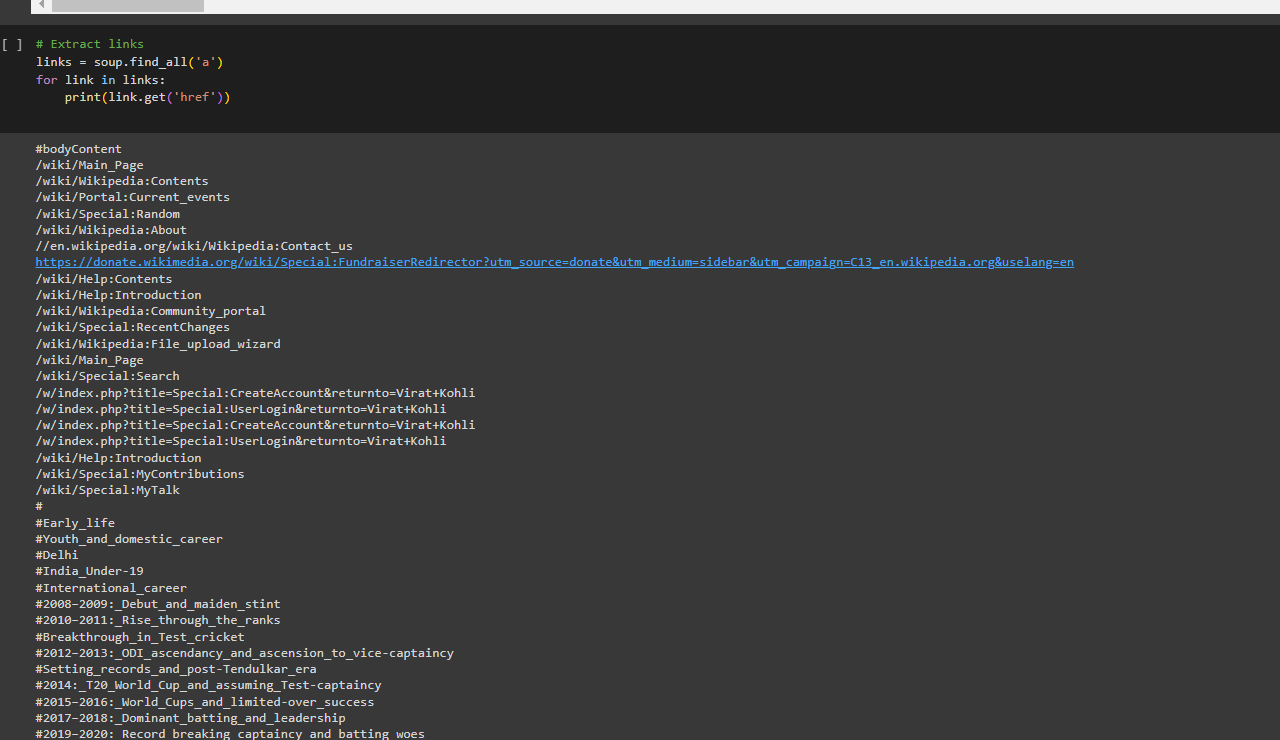 [ ] # Extract links
links = soup.find_all('a')
for link in links:
    print(link.get('href'))
#bodyContent
/wiki/Main_Page
/wiki/Wikipedia:Contents
/wiki/Portal:Current_events
/wiki/Special:Random
/wiki/Wikipedia:About
//en.wikipedia.org/wiki/Wikipedia:Contact_us
https://donate.wikimedia.org/wiki/Special:FundraiserRedirector?utm_source=donate&utm_medium=sidebar&utm_campaign=C13_en.wikipedia.org&uselang=en
/wiki/Help:Contents
/wiki/Help:Introduction
/wiki/Wikipedia:Community_portal
/wiki/Special:RecentChanges
/wiki/Wikipedia:File_upload_wizard
/wiki/Main_Page
/wiki/Special:Search
/w/index.php?title=Special:CreateAccount&returnto=Virat+Kohli
/w/index.php?title=Special:UserLogin&returnto=Virat+Kohli
/w/index.php?title=Special:CreateAccount&returnto=Virat+Kohli
/w/index.php?title=Special:UserLogin&returnto=Virat+Kohli
/wiki/Help:Introduction
/wiki/Special:MyContributions
/wiki/Special:MyTalk
#
#Early_life
#Youth_and_domestic_career
#Delhi
#India_Under-19
#International_career
#2008–2009:_Debut_and_maiden_stint
#2010–2011:_Rise_through_the_ranks
#Breakthrough_in_Test_cricket
#2012–2013:_ODI_ascendancy_and_ascension_to_vice-captaincy
#Setting_records_and_post-Tendulkar_era
#2014:_T20_World_Cup_and_assuming_Test-captaincy
#2015–2016:_World_Cups_and_limited-over_success
#2017–2018:_Dominant_batting_and_leadership
#2019–2020:_Record_breaking_captaincy_and_batting_woes